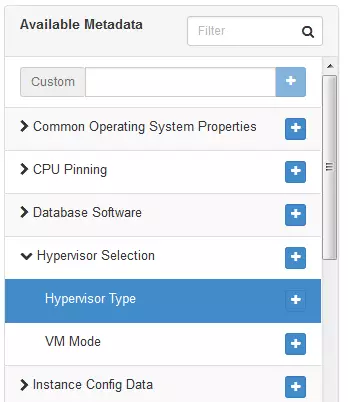 Available Metadata
Filter
Custom
Common Operating System Properties
CPU Pinning
Database Software
Hypervisor Selection
Hypervisor Type
VM Mode
Instance Config Data